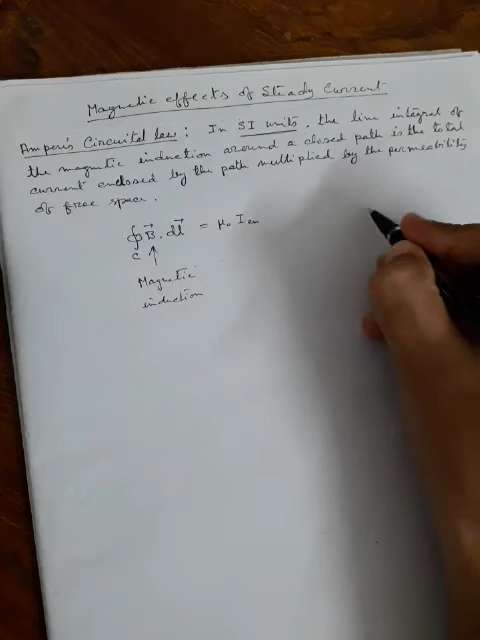 Magnetic effects of Steady Current
Ampere's Circuital law : In SI units, the line integral of
the magnetic induction around a closed path is the total
current enclosed by the path multiplied by the permeability
of free space.
∮ B⃗ . dl⃗ = μ₀ I en
C ↑
Magnetic
induction